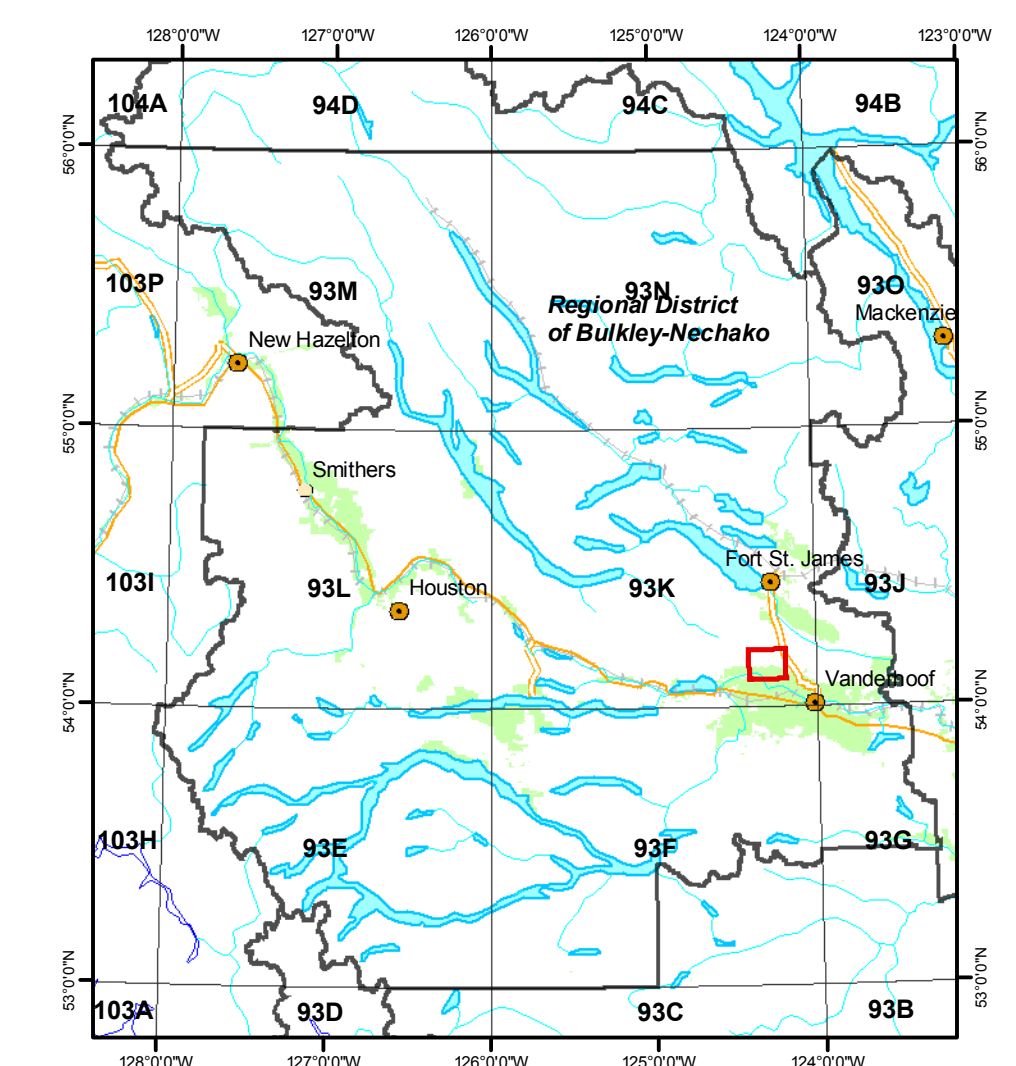 128°0'0"W 127°0'0"W 126°0'0"W 125°0'0"W 124°0'0"W 123°0'0"W
104A 94D 94C 94B
56°0'0"N 56°0'0"N
103P 93M 93N 93O
Regional District
of Bulkley-Nechako
Mackenzie
New Hazelton
55°0'0"N 55°0'0"N
Smithers
Fort St. James
103I 93L Houston 93K 93J
Vanderhoof
54°0'0"N 54°0'0"N
103H 93E 93F 93G
53°0'0"N 53°0'0"N
103A 93D 93C 93B
128°0'0"W 127°0'0"W 126°0'0"W 125°0'0"W 124°0'0"W